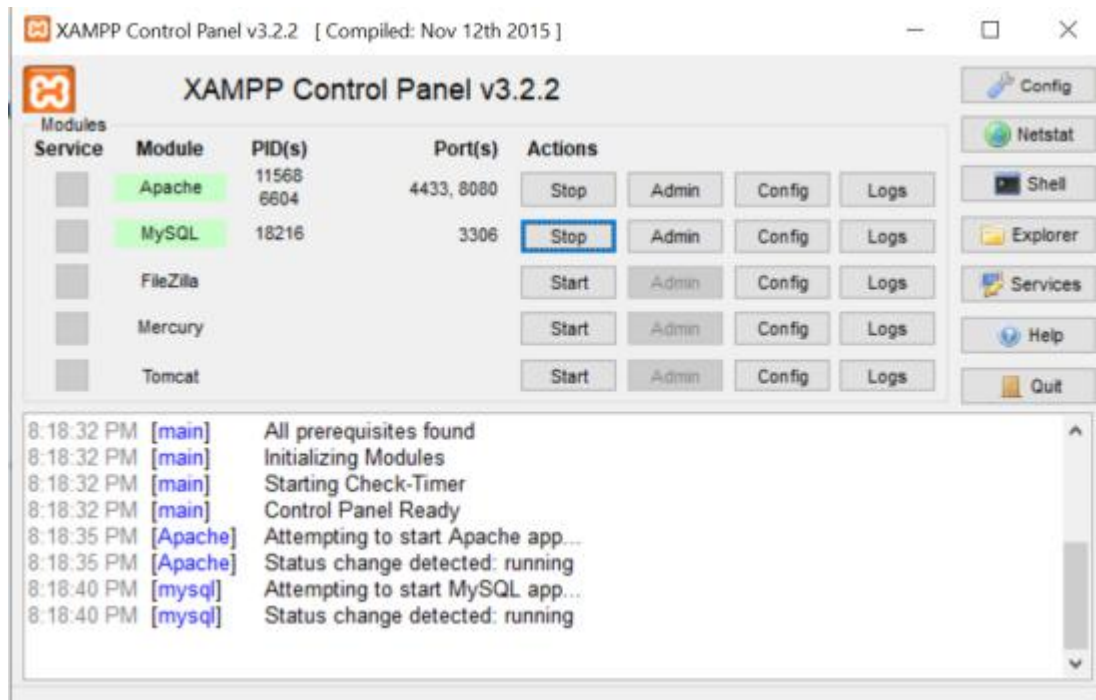 XAMPP Control Panel v3.2.2 [ Compiled: Nov 12th 2015 ]
XAMPP Control Panel v3.2.2
Config
Modules
Netstat
Service Module PID(s) Port(s) Actions
Apache 11568 6604 4433, 8080 Stop Admin Config Logs
Shell
MySQL 18216 3306 Stop Admin Config Logs
Explorer
FileZilla Start Admin Config Logs
Services
Mercury Start Admin Config Logs
Help
Tomcat Start Admin Config Logs
Quit
8:18:32 PM [main] All prerequisites found
8:18:32 PM [main] Initializing Modules
8:18:32 PM [main] Starting Check-Timer
8:18:32 PM [main] Control Panel Ready
8:18:35 PM [Apache] Attempting to start Apache app...
8:18:35 PM [Apache] Status change detected: running
8:18:40 PM [mysql] Attempting to start MySQL app...
8:18:40 PM [mysql] Status change detected: running